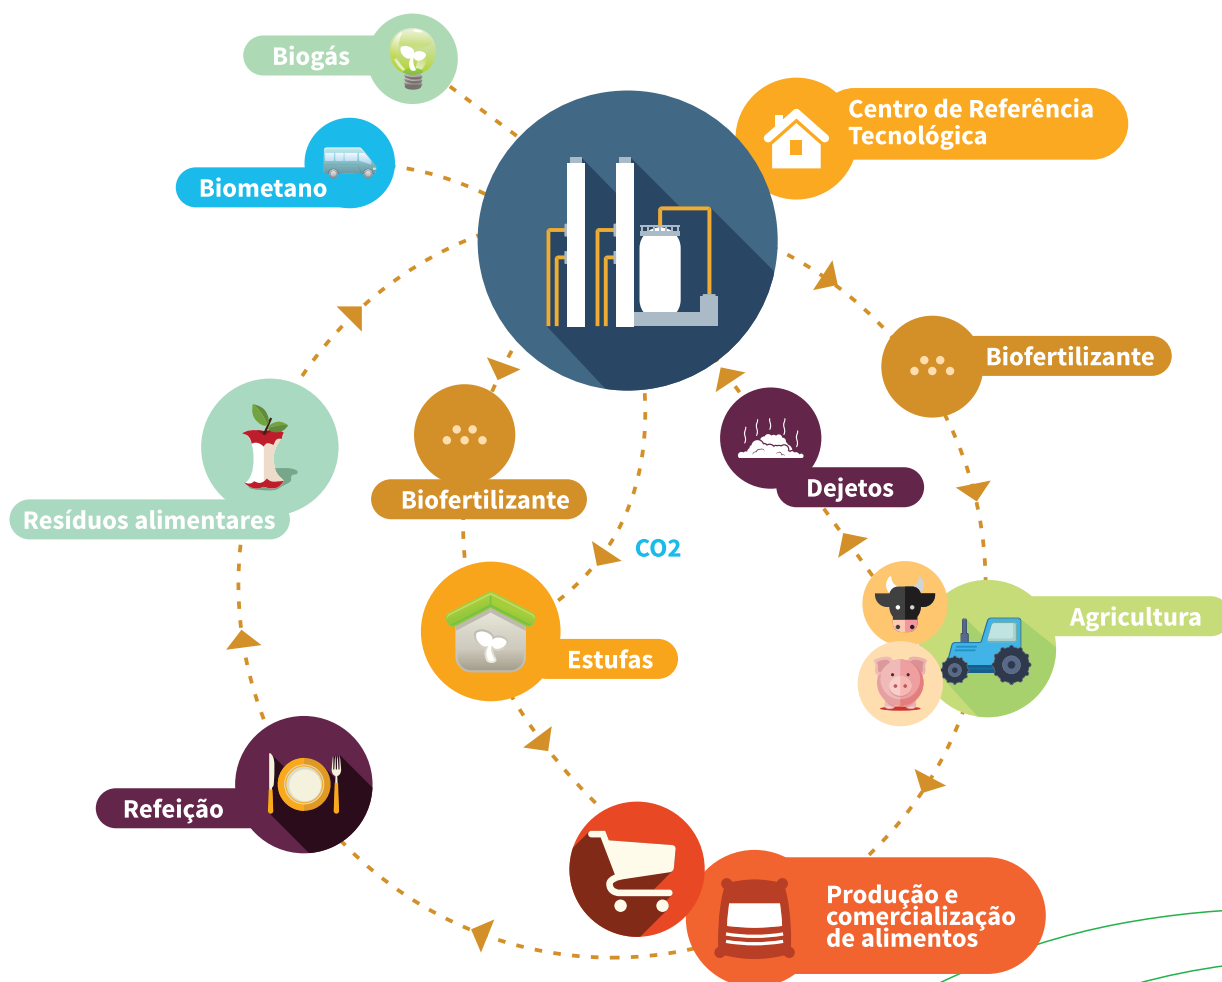 Biogás
Centro de Referência
Tecnológica
Biometano
Biofertilizante
Dejetos
Biofertilizante
Resíduos alimentares
CO2
Agricultura
Estufas
Refeição
Produção e
comercialização
de alimentos